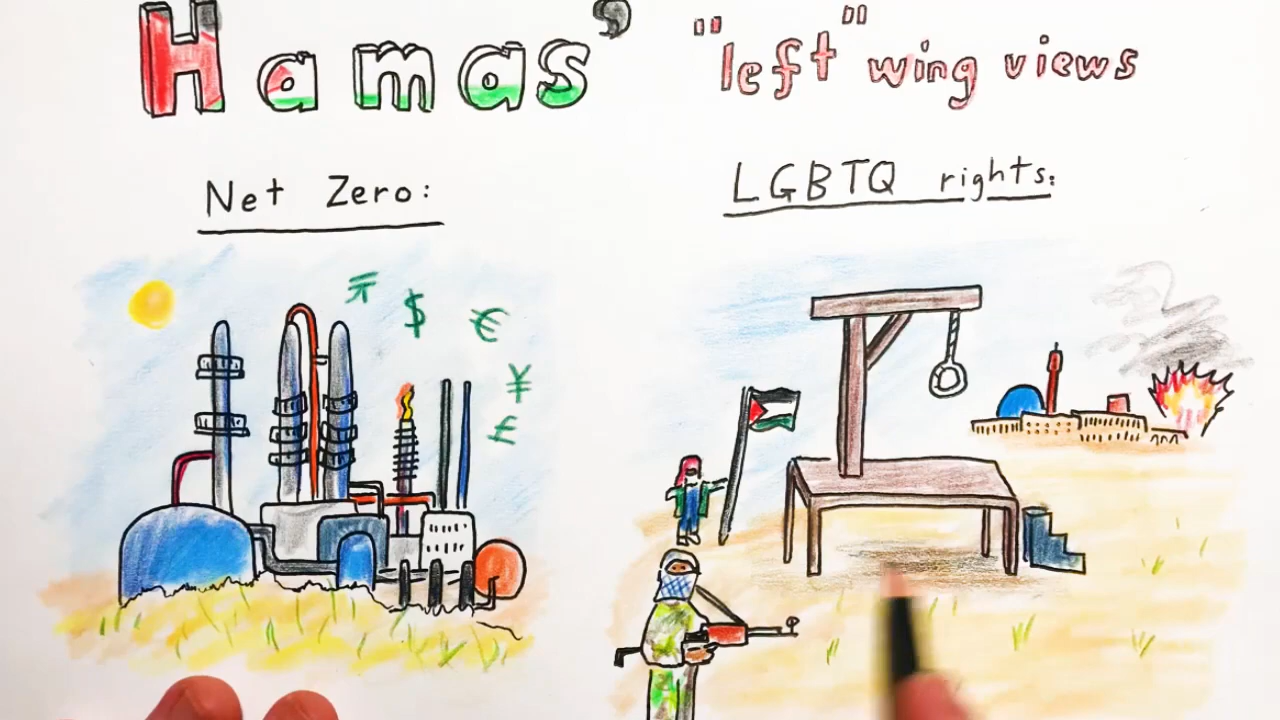 Hamas' "left" wing views
Net Zero:
LGBTQ rights:
$
€
¥
£